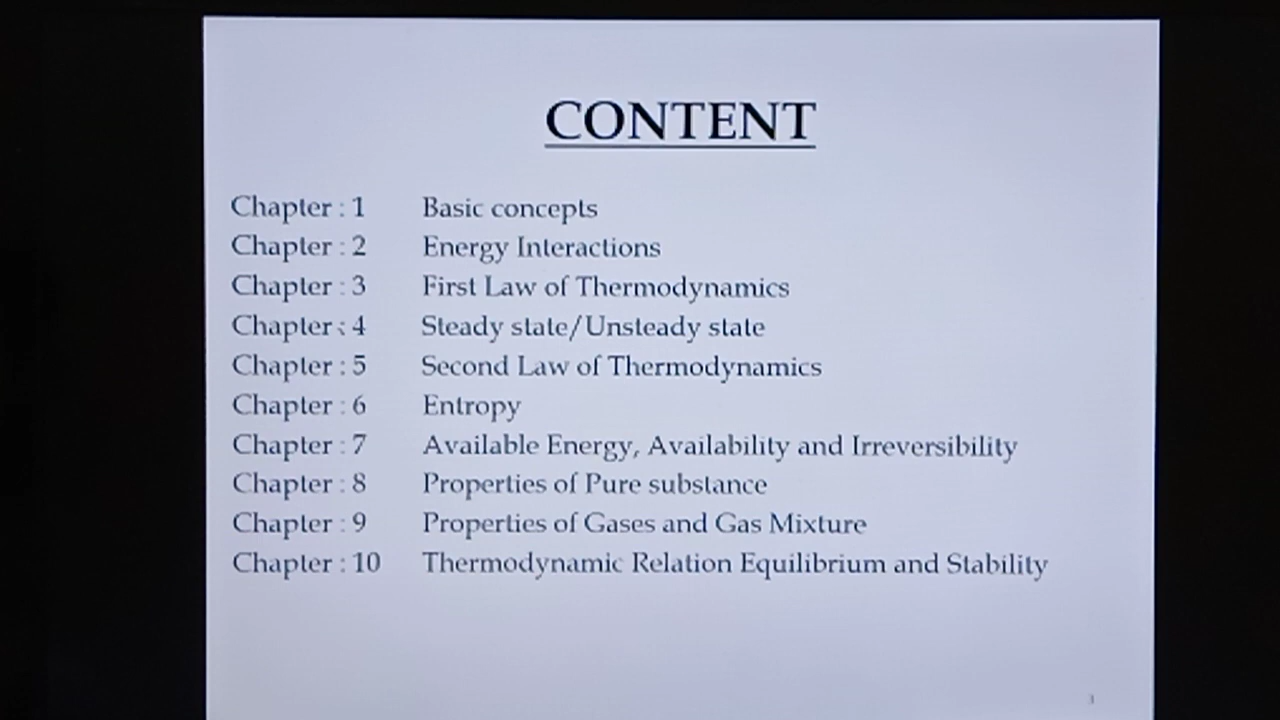 CONTENT
Chapter : 1 Basic concepts
Chapter : 2 Energy Interactions
Chapter : 3 First Law of Thermodynamics
Chapter : 4 Steady state/Unsteady state
Chapter : 5 Second Law of Thermodynamics
Chapter : 6 Entropy
Chapter : 7 Available Energy, Availability and Irreversibility
Chapter : 8 Properties of Pure substance
Chapter : 9 Properties of Gases and Gas Mixture
Chapter : 10 Thermodynamic Relation Equilibrium and Stability